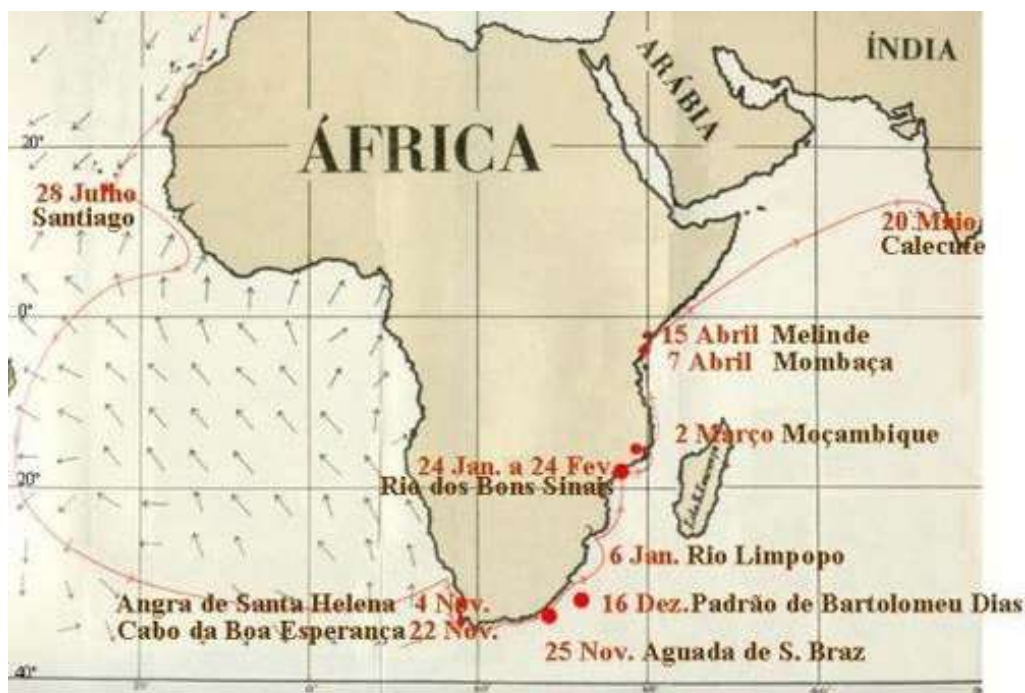 ÁFRICA
ARÁBIA
ÍNDIA
20°
28 Julho
Santiago
20 Maio
Calecute
0°
15 Abril Melinde
7 Abril Mombaça
2 Março Moçambique
24 Jan. a 24 Fev.
Rio dos Bons Sinais
20°
6 Jan. Rio Limpopo
Angra de Santa Helena 4 Nov.
16 Dez. Padrão de Bartolomeu Dias
Cabo da Boa Esperança 22 Nov.
25 Nov. Aguada de S. Braz
40°